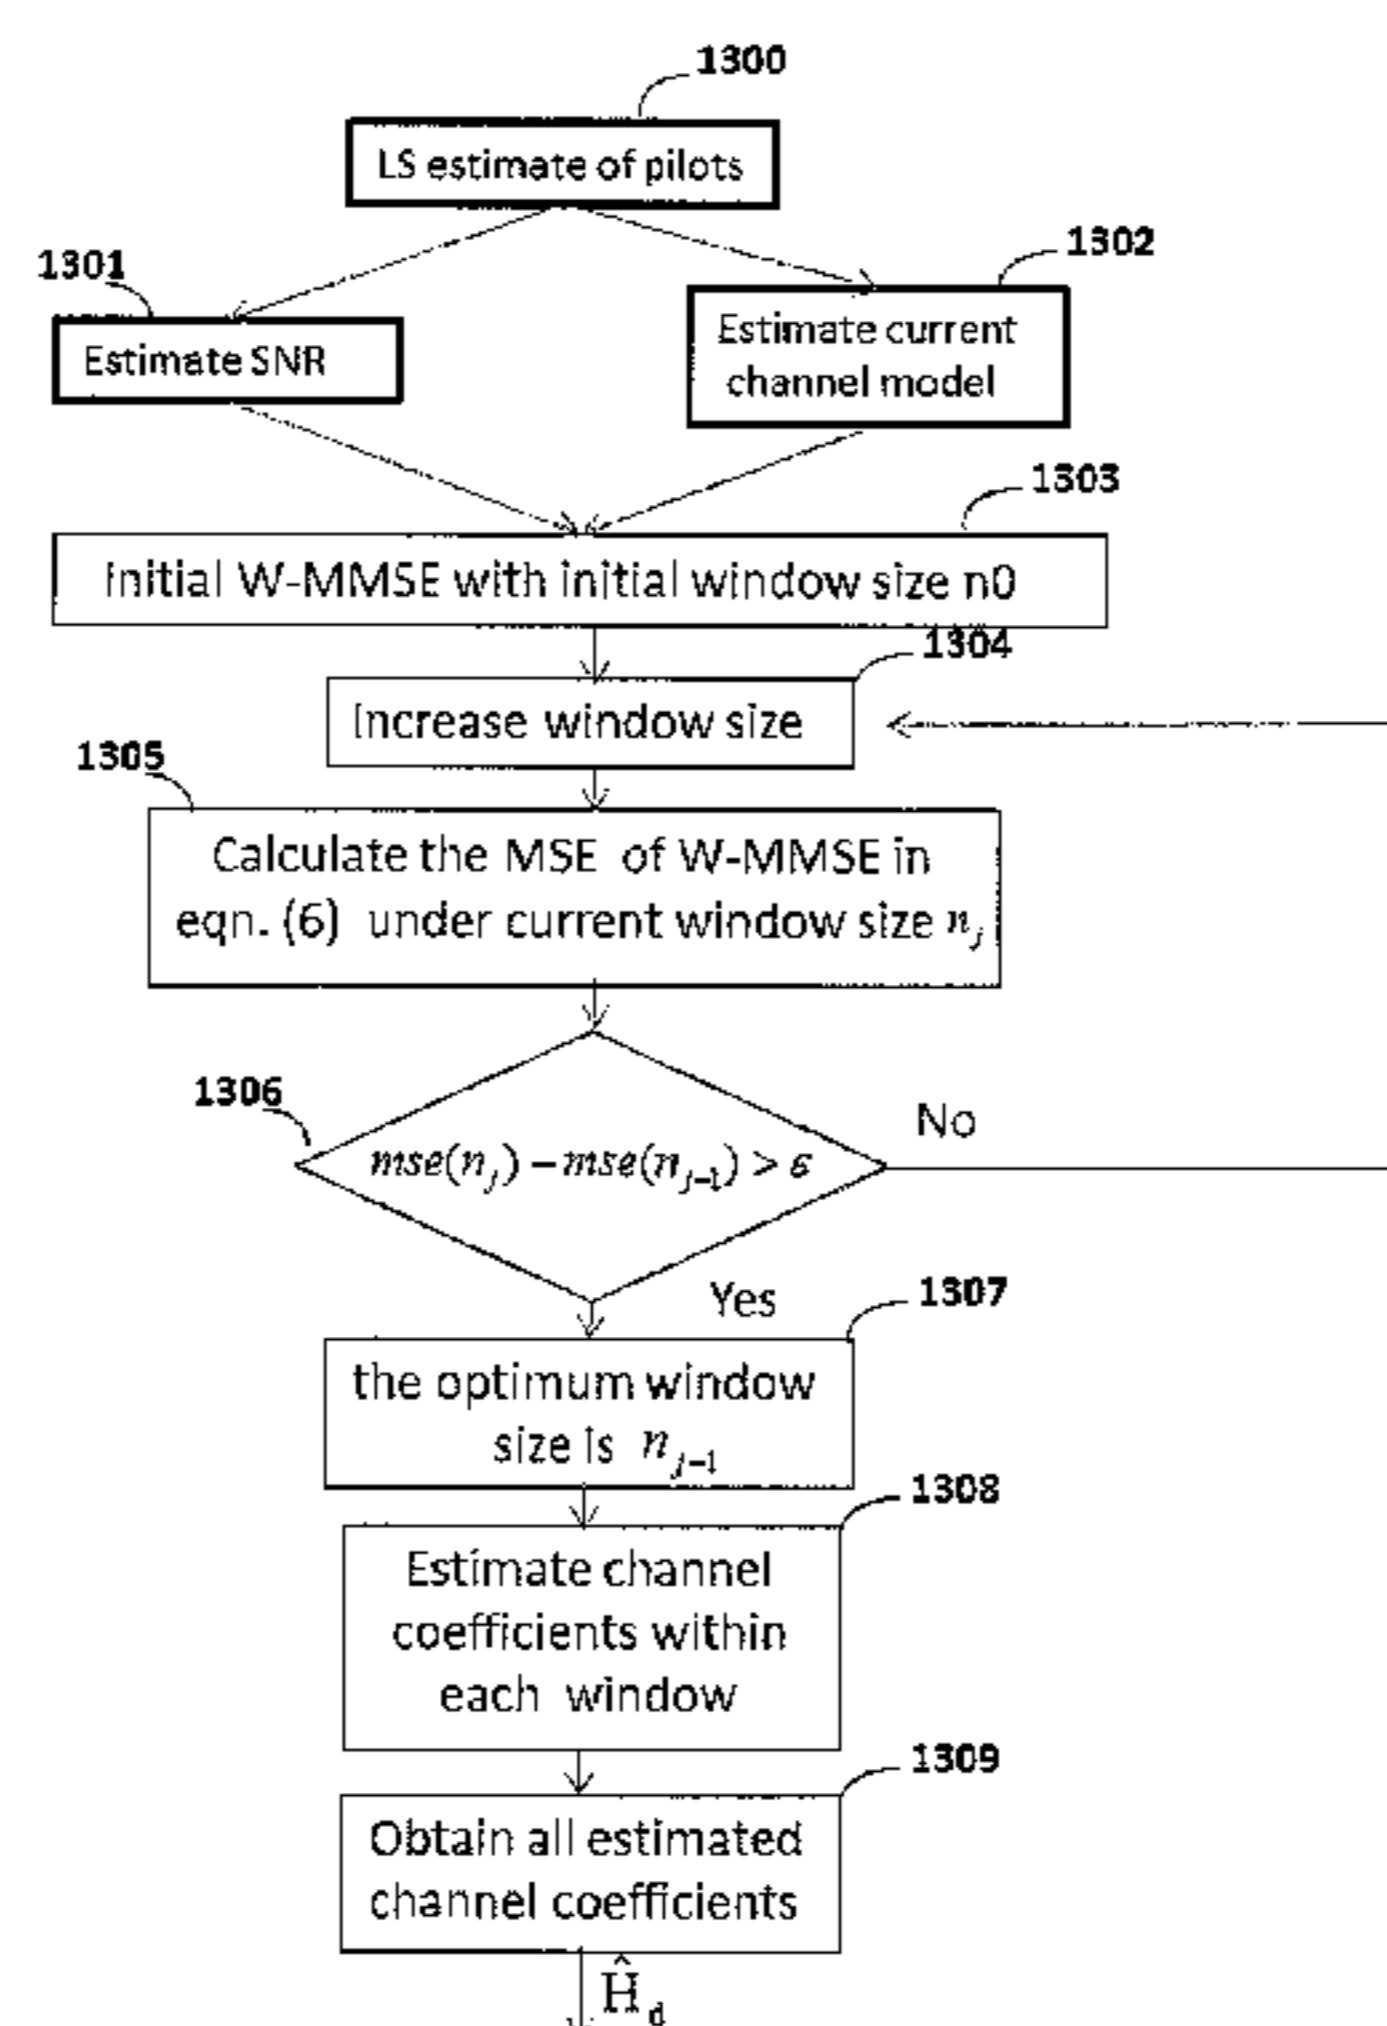 1300
LS estimate of pilots
1301
1302
Estimate SNR
Estimate current
channel model
1303
Initial W-MMSE with initial window size n0
1304
Increase window size
1305
Calculate the MSE of W-MMSE in
eqn. (6) under current window size n_j
1306
No
mse(n_j) − mse(n_{j−1}) > ε
Yes
1307
the optimum window
size is n_{j−1}
1308
Estimate channel
coefficients within
each window
1309
Obtain all estimated
channel coefficients
Ĥ_d